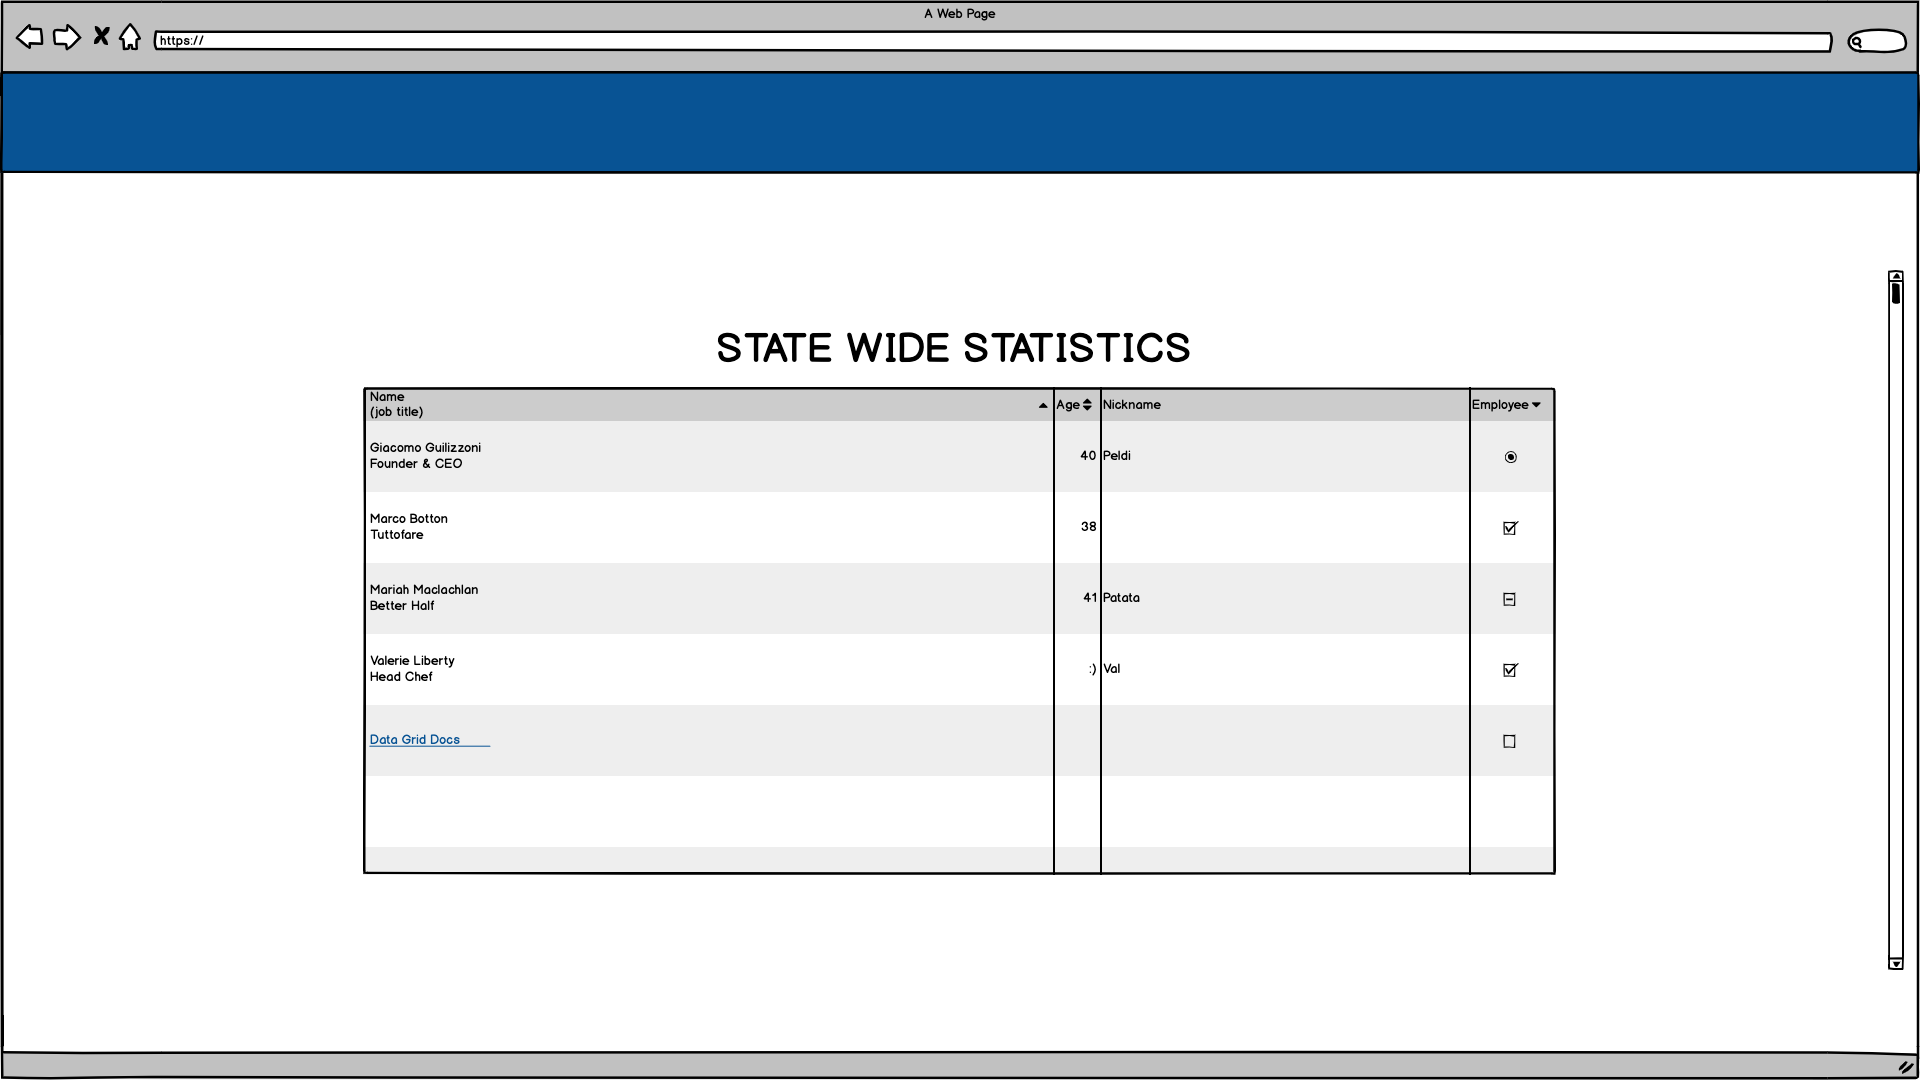 A Web Page
https://
STATE WIDE STATISTICS
Name
(job title)
Age
Nickname
Employee
Giacomo Guilizzoni
Founder & CEO
40
Peldi
Marco Botton
Tuttofare
38
Mariah Maclachlan
Better Half
41
Patata
Valerie Liberty
Head Chef
:)
Val
Data Grid Docs